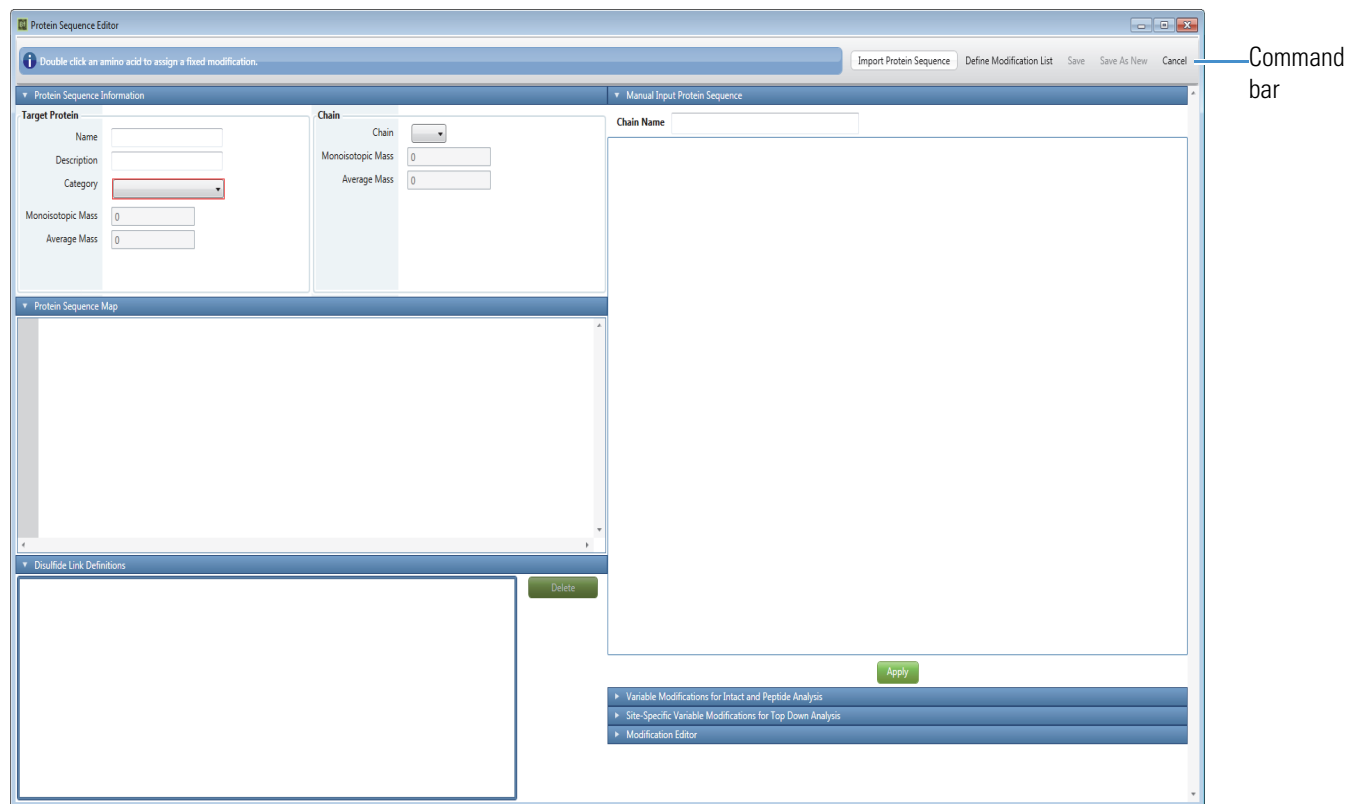 Protein Sequence Editor
Double click an amino acid to assign a fixed modification.
Import Protein Sequence
Define Modification List
Save
Save As New
Cancel
Command
bar
Protein Sequence Information
Target Protein
Name
Description
Category
Monoisotopic Mass
0
Average Mass
0
Chain
Chain
Monoisotopic Mass
0
Average Mass
0
Protein Sequence Map
Disulfide Link Definitions
Delete
Manual Input Protein Sequence
Chain Name
Apply
Variable Modifications for Intact and Peptide Analysis
Site-Specific Variable Modifications for Top Down Analysis
Modification Editor